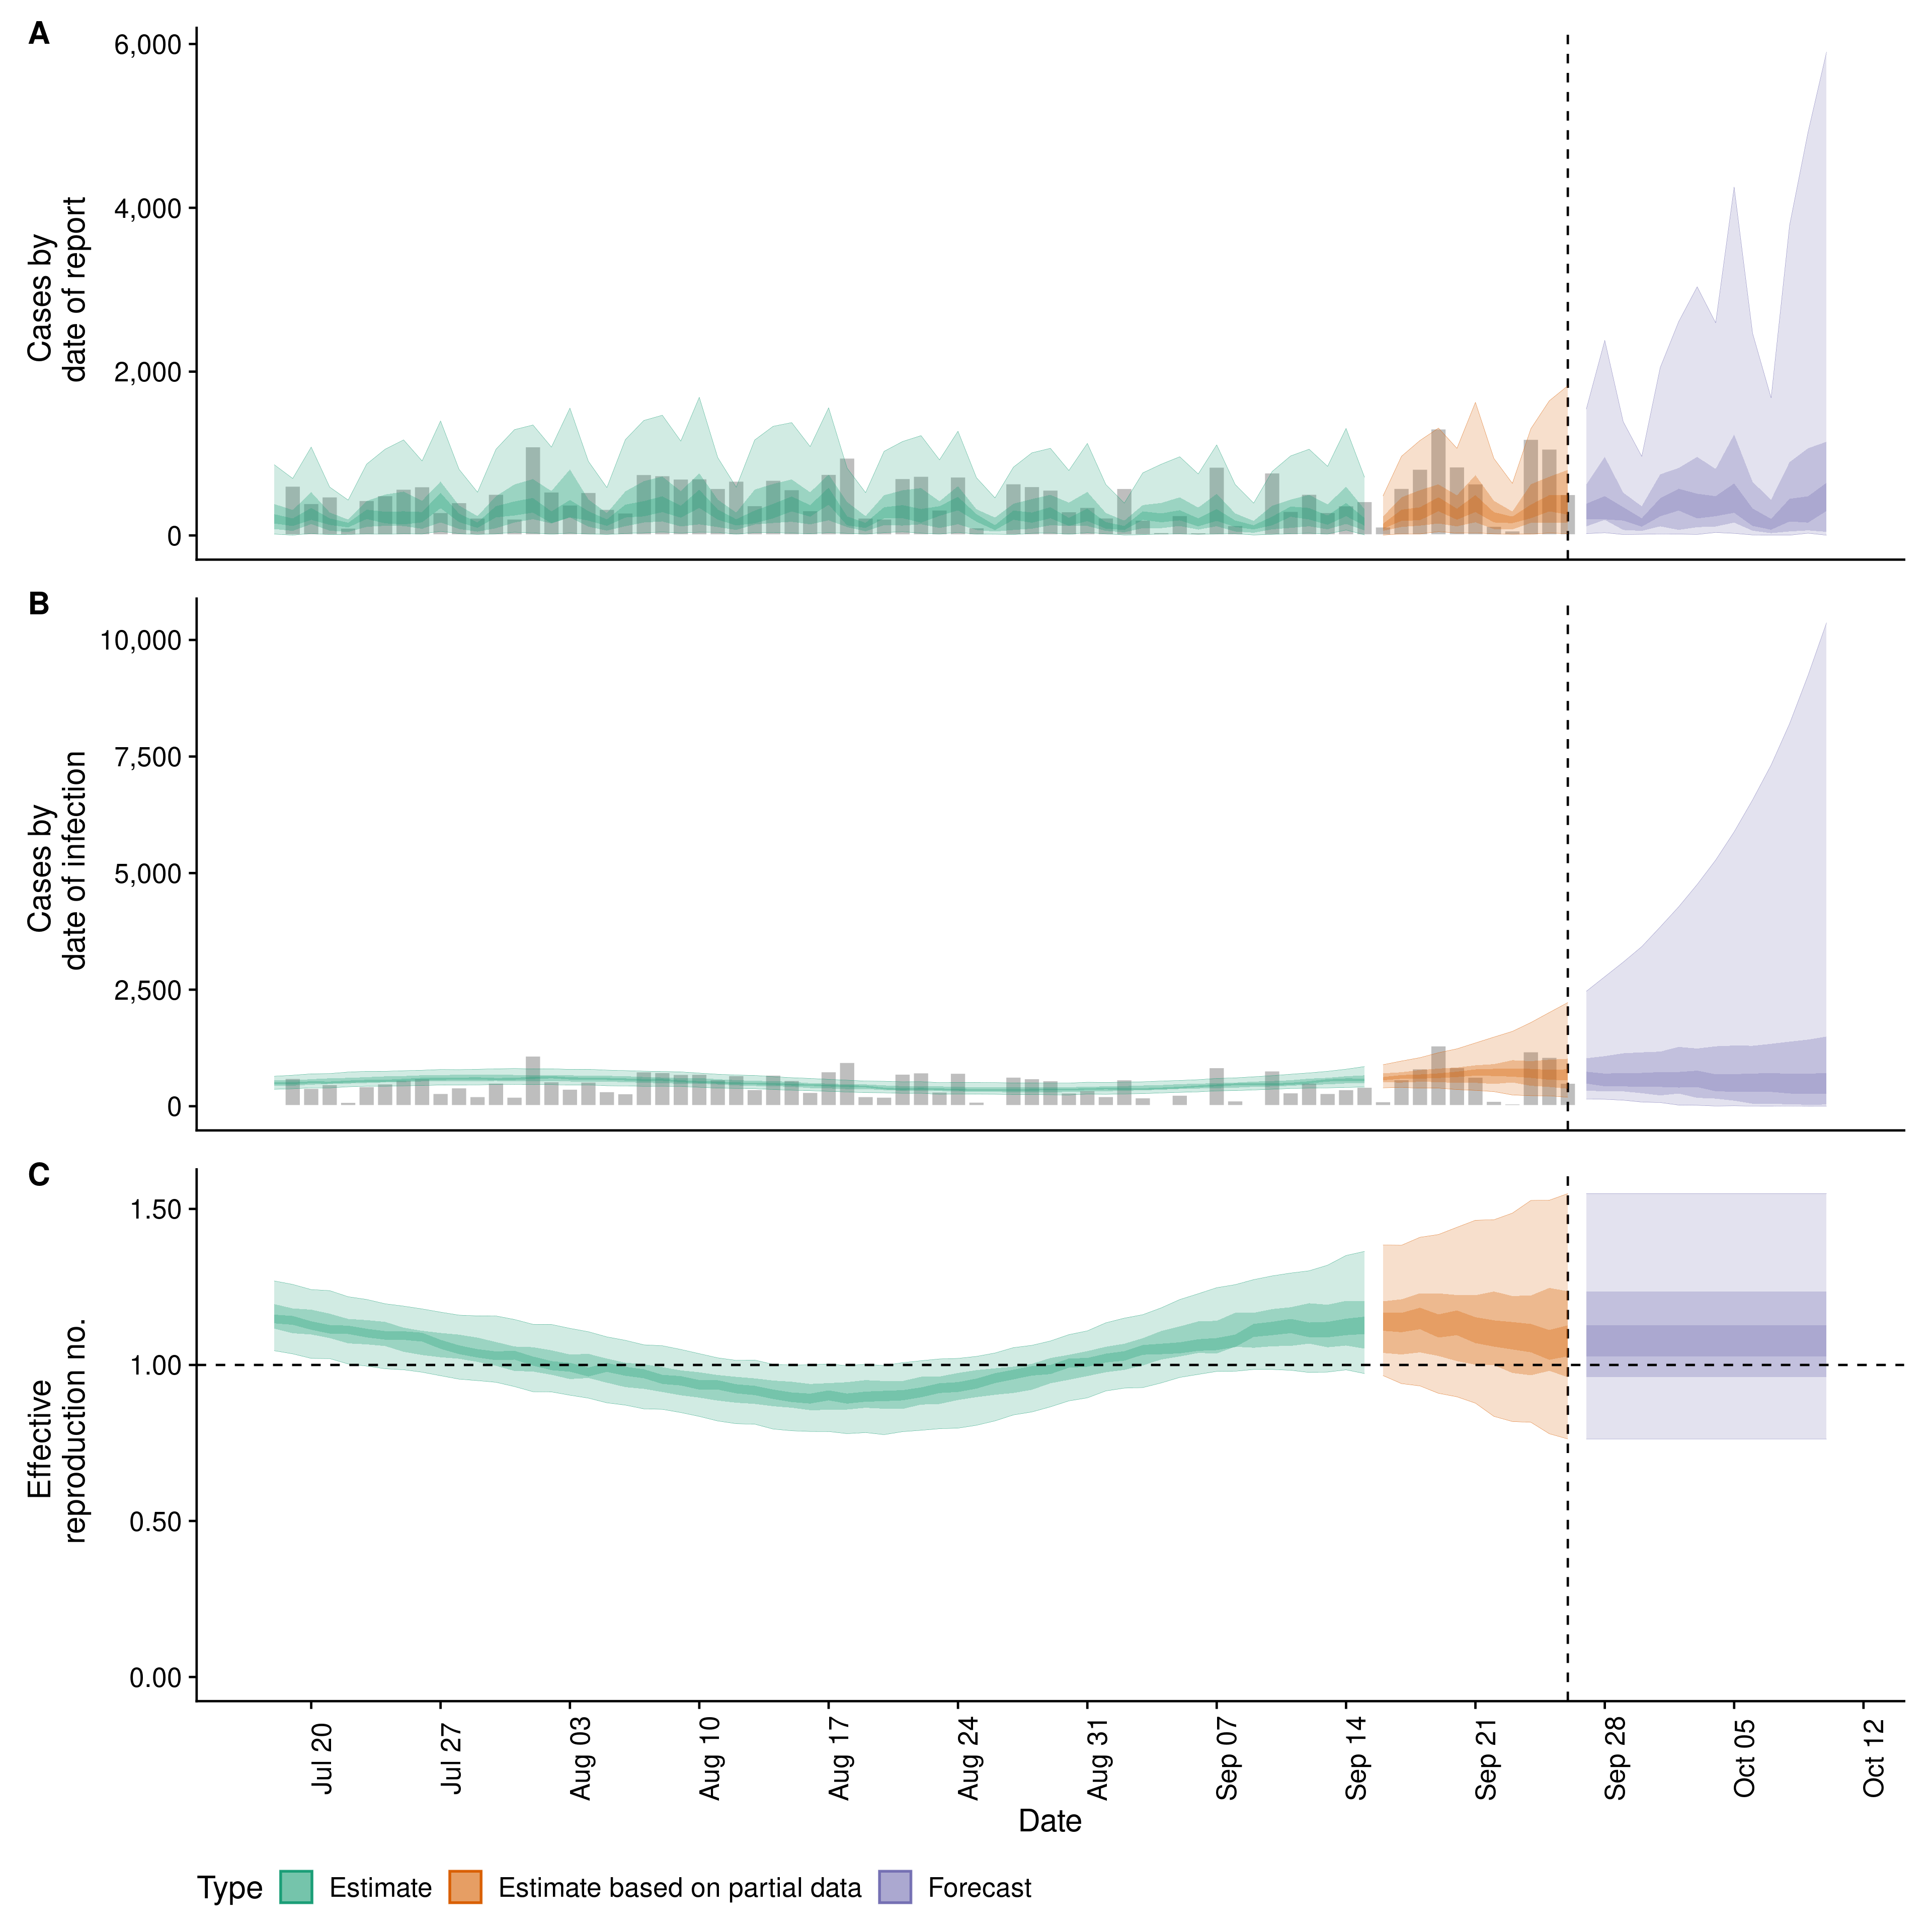 A
6,000
4,000
2,000
0
Cases by
date of report
B
10,000
7,500
5,000
2,500
0
Cases by
date of infection
C
1.50
1.00
0.50
0.00
Effective
reproduction no.
Jul 20
Jul 27
Aug 03
Aug 10
Aug 17
Aug 24
Aug 31
Sep 07
Sep 14
Sep 21
Sep 28
Oct 05
Oct 12
Date
Type Estimate Estimate based on partial data Forecast